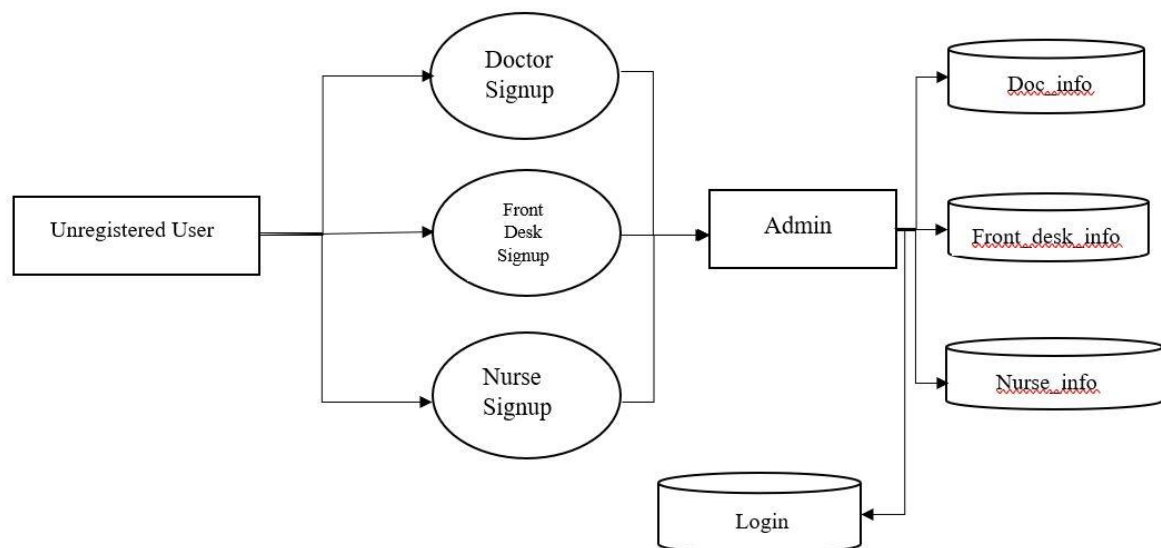 Unregistered User
Doctor
Signup
Front
Desk
Signup
Nurse
Signup
Admin
Doc_info
Front_desk_info
Nurse_info
Login